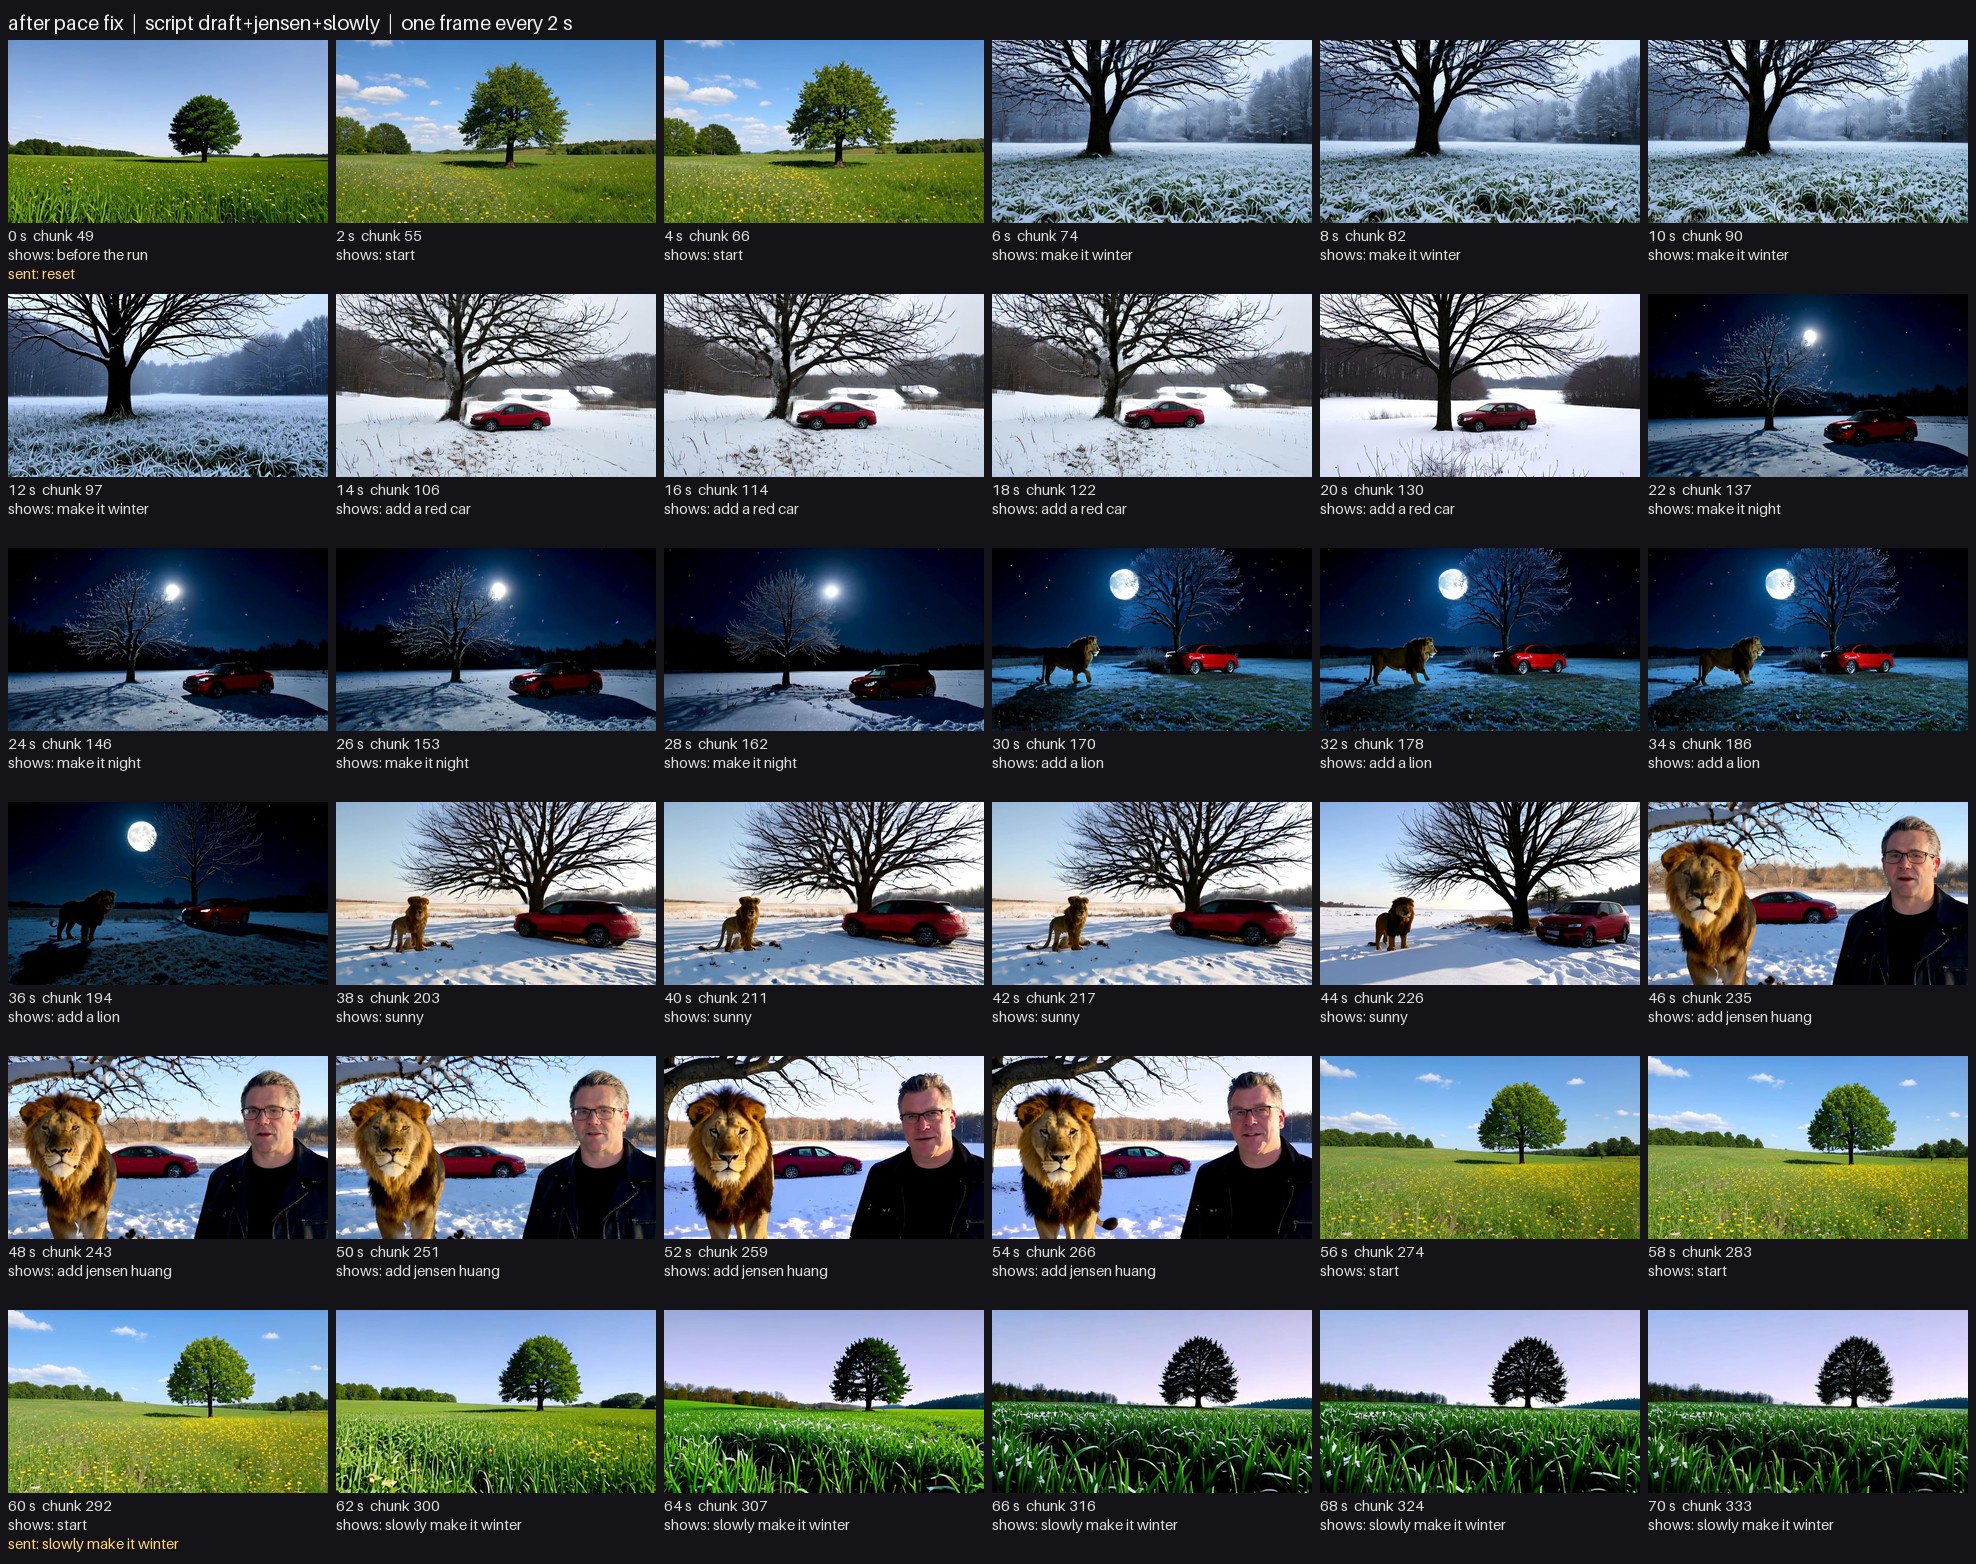 after pace fix | script draft+jensen+slowly | one frame every 2 s
0 s chunk 49
shows: before the run
sent: reset
2 s chunk 55
shows: start
4 s chunk 66
shows: start
6 s chunk 74
shows: make it winter
8 s chunk 82
shows: make it winter
10 s chunk 90
shows: make it winter
12 s chunk 97
shows: make it winter
14 s chunk 106
shows: add a red car
16 s chunk 114
shows: add a red car
18 s chunk 122
shows: add a red car
20 s chunk 130
shows: add a red car
22 s chunk 137
shows: make it night
24 s chunk 146
shows: make it night
26 s chunk 153
shows: make it night
28 s chunk 162
shows: make it night
30 s chunk 170
shows: add a lion
32 s chunk 178
shows: add a lion
34 s chunk 186
shows: add a lion
36 s chunk 194
shows: add a lion
38 s chunk 203
shows: sunny
40 s chunk 211
shows: sunny
42 s chunk 217
shows: sunny
44 s chunk 226
shows: sunny
46 s chunk 235
shows: add jensen huang
48 s chunk 243
shows: add jensen huang
50 s chunk 251
shows: add jensen huang
52 s chunk 259
shows: add jensen huang
54 s chunk 266
shows: add jensen huang
56 s chunk 274
shows: start
58 s chunk 283
shows: start
60 s chunk 292
shows: start
sent: slowly make it winter
62 s chunk 300
shows: slowly make it winter
64 s chunk 307
shows: slowly make it winter
66 s chunk 316
shows: slowly make it winter
68 s chunk 324
shows: slowly make it winter
70 s chunk 333
shows: slowly make it winter